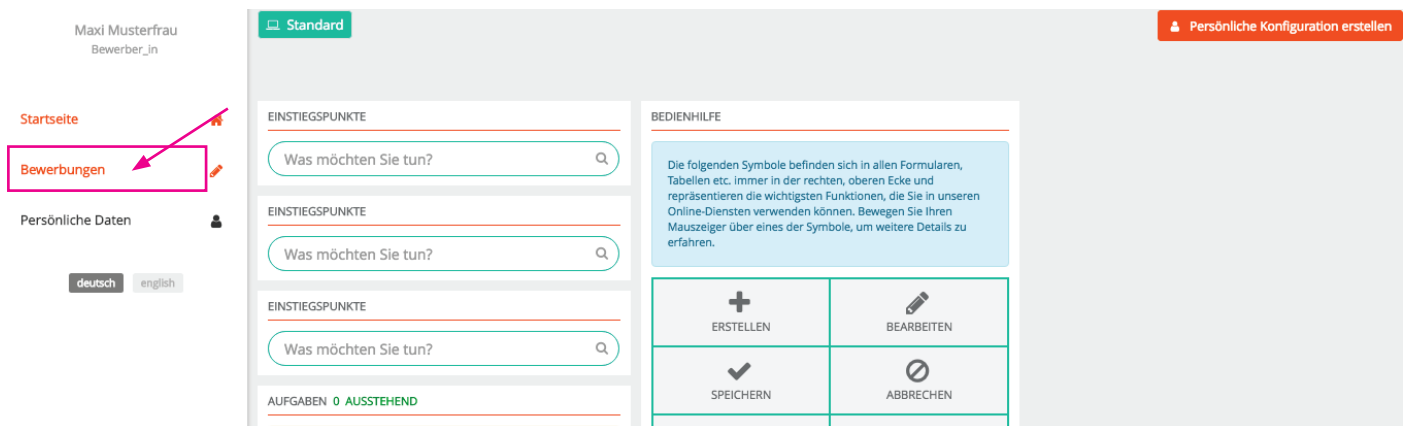 Maxi Musterfrau
Bewerber_in
Startseite
Bewerbungen
Persönliche Daten
deutsch english
Standard
Persönliche Konfiguration erstellen
EINSTIEGSPUNKTE
Was möchten Sie tun?
EINSTIEGSPUNKTE
Was möchten Sie tun?
EINSTIEGSPUNKTE
Was möchten Sie tun?
AUFGABEN 0 AUSSTEHEND
BEDIENHILFE
Die folgenden Symbole befinden sich in allen Formularen,
Tabellen etc. immer in der rechten, oberen Ecke und
repräsentieren die wichtigsten Funktionen, die Sie in unseren
Online-Diensten verwenden können. Bewegen Sie Ihren
Mauszeiger über eines der Symbole, um weitere Details zu
erfahren.
ERSTELLEN
BEARBEITEN
SPEICHERN
ABBRECHEN